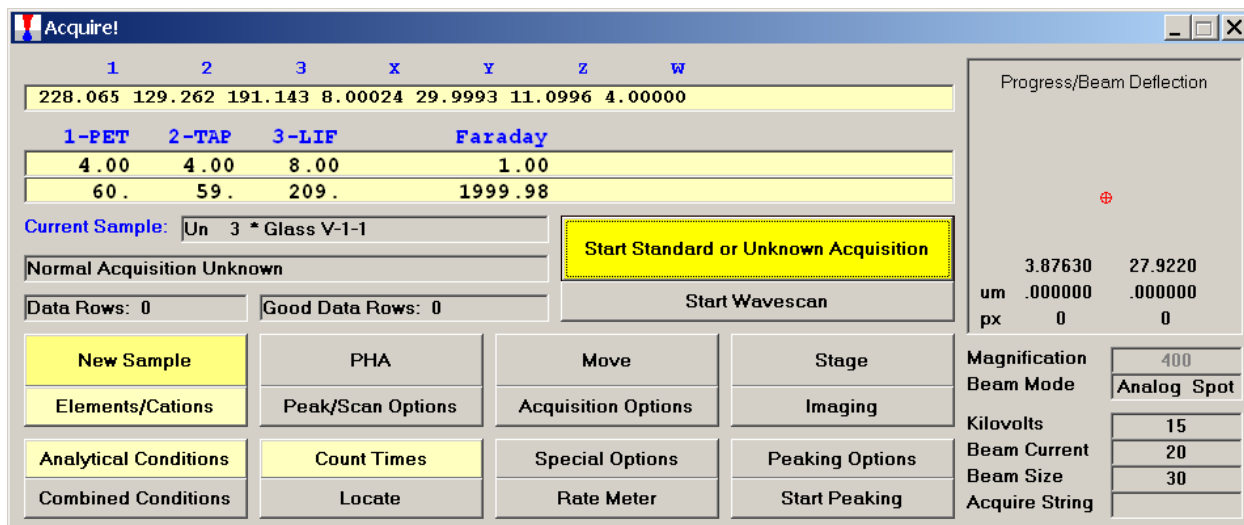 Acquire!
1 2 3 X Y Z W
228.065 129.262 191.143 8.00024 29.9993 11.0996 4.00000
1-PET 2-TAP 3-LIF Faraday
4.00 4.00 8.00 1.00
60. 59. 209. 1999.98
Current Sample: Un 3 * Glass V-1-1
Normal Acquisition Unknown
Data Rows: 0 Good Data Rows: 0
Start Standard or Unknown Acquisition
Start Wavescan
New Sample PHA Move Stage
Elements/Cations Peak/Scan Options Acquisition Options Imaging
Analytical Conditions Count Times Special Options Peaking Options
Combined Conditions Locate Rate Meter Start Peaking
Progress/Beam Deflection
3.87630 27.9220
um .000000 .000000
px 0 0
Magnification 400
Beam Mode Analog Spot
Kilovolts 15
Beam Current 20
Beam Size 30
Acquire String